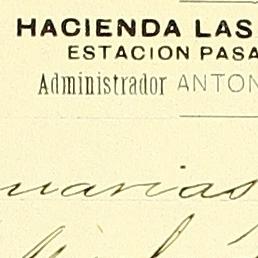 HACIENDA LAS
ESTACION PASA
Administrador ANTON
uarias